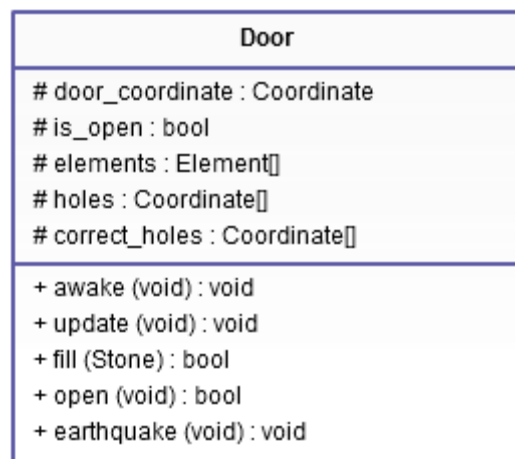 Door
# door_coordinate : Coordinate
# is_open : bool
# elements : Element[]
# holes : Coordinate[]
# correct_holes : Coordinate[]
+ awake (void) : void
+ update (void) : void
+ fill (Stone) : bool
+ open (void) : bool
+ earthquake (void) : void